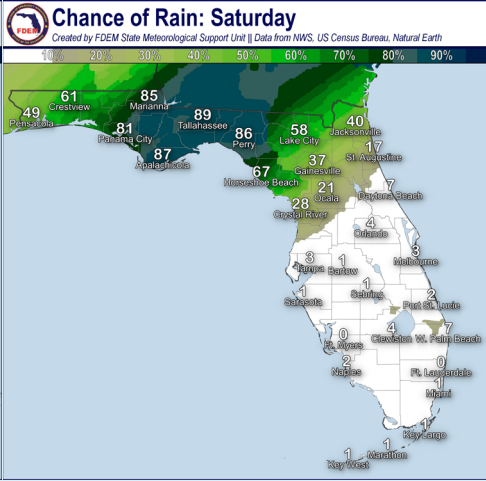 Chance of Rain: Saturday
Created by FDEM State Meteorological Support Unit || Data from NWS, US Census Bureau, Natural Earth
FDEM
10% 20% 30% 40% 50% 60% 70% 80% 90%
61
Crestview
85
Marianna
49
Pensacola
89
Tallahassee
81
Panama City
86
Perry
58
Lake City
40
Jacksonville
87
Apalachicola
17
St. Augustine
37
Gainesville
67
Horseshoe Beach
21
Ocala
7
Daytona Beach
28
Crystal River
4
Orlando
3
Melbourne
3
Tampa
1
Bartow
1
Sebring
1
Sarasota
2
Port St. Lucie
0
Ft. Myers
4
Clewiston
7
W. Palm Beach
2
Naples
0
Ft. Lauderdale
1
Miami
1
Key Largo
1
Marathon
1
Key West